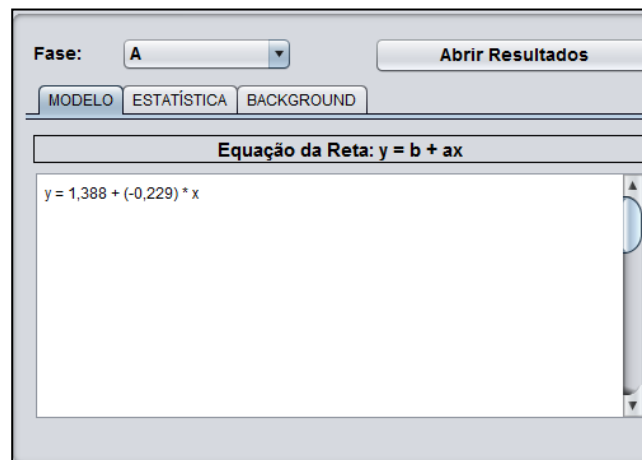 Fase: A Abrir Resultados
MODELO ESTATÍSTICA BACKGROUND
Equação da Reta: y = b + ax
y = 1,388 + (-0,229) * x